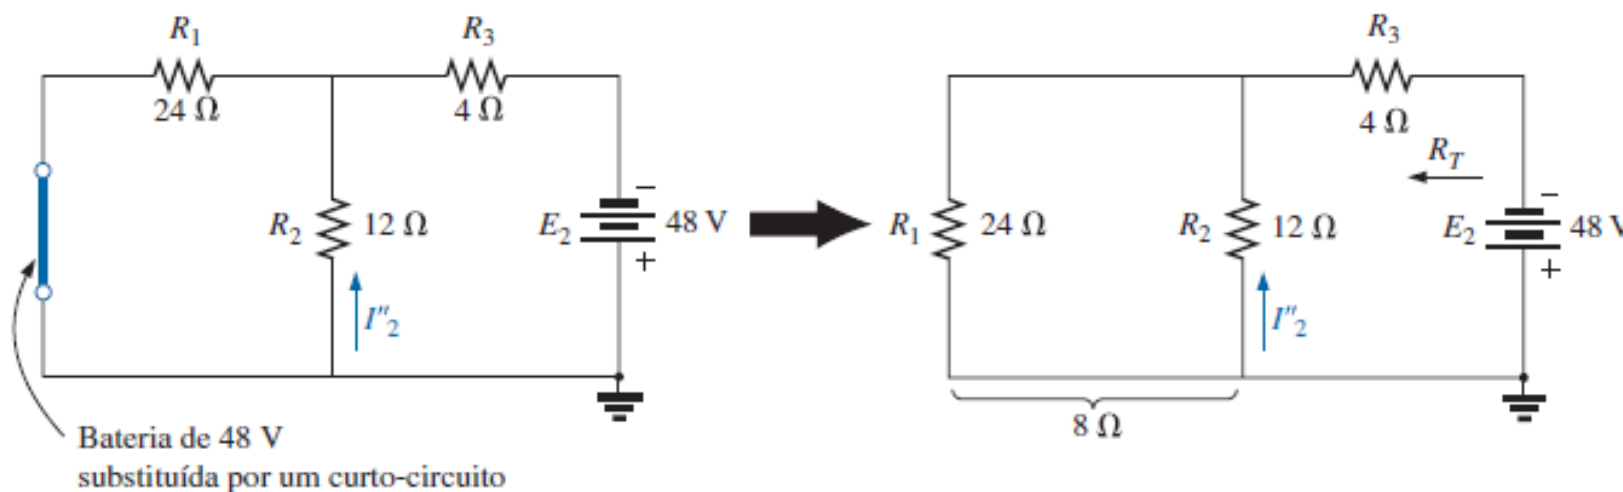 R₁
24 Ω
R₃
4 Ω
R₂ 12 Ω
I″₂
E₂ 48 V
−
+
Bateria de 48 V
substituída por um curto-circuito
R₃
4 Ω
R_T
R₁ 24 Ω
R₂ 12 Ω
I″₂
E₂ 48 V
−
+
8 Ω